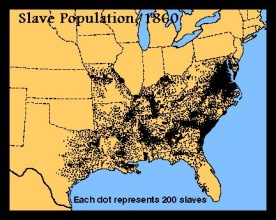 Slave Population, 1860
Each dot represents 200 slaves